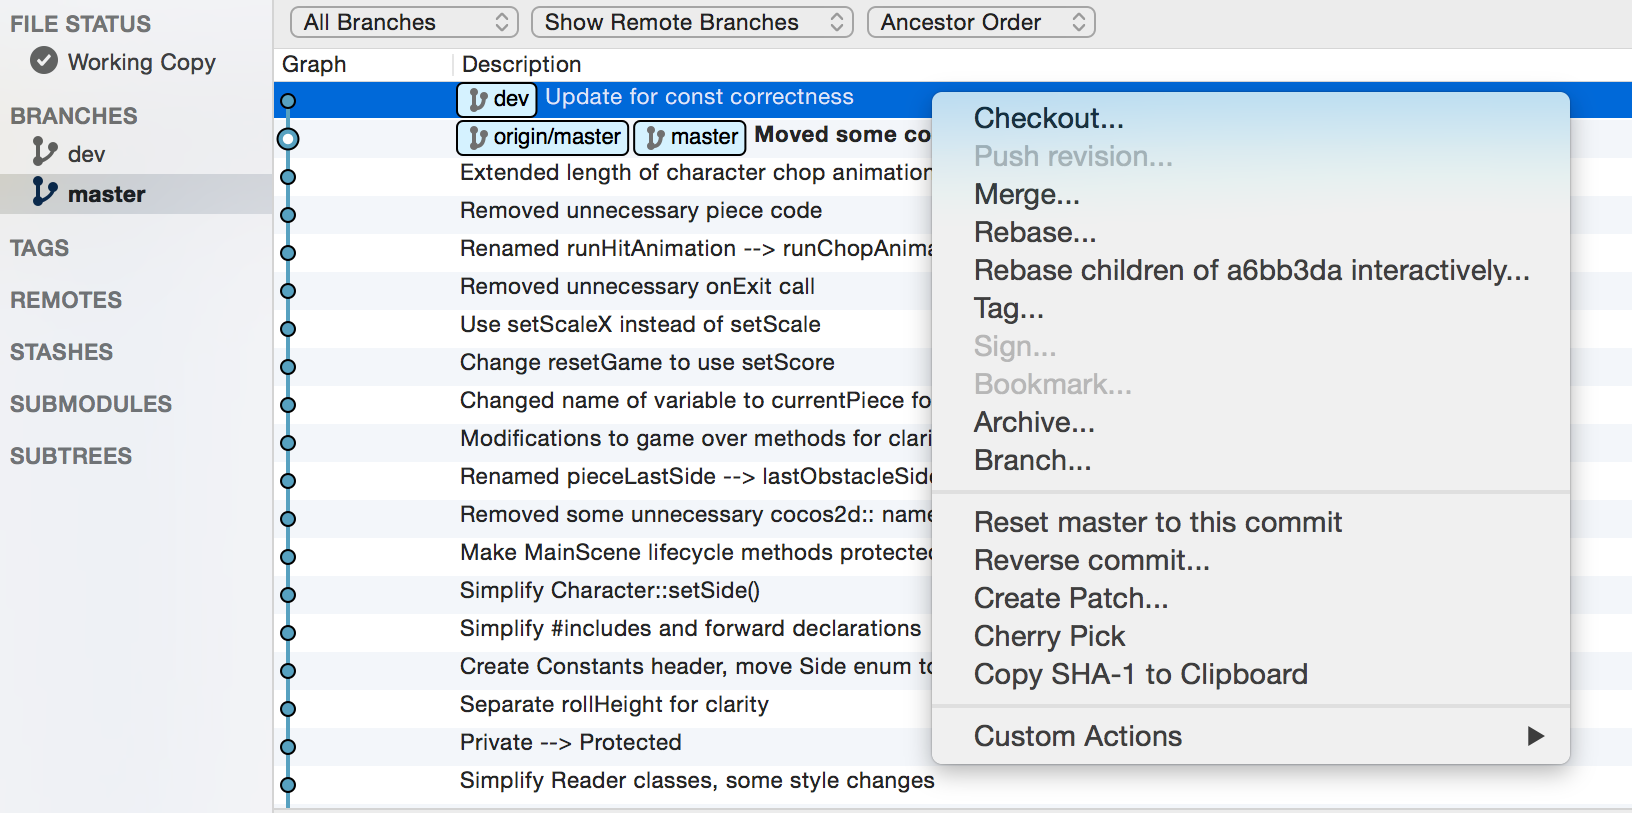 FILE STATUS
Working Copy
BRANCHES
dev
master
TAGS
REMOTES
STASHES
SUBMODULES
SUBTREES
All Branches
Show Remote Branches
Ancestor Order
Graph
Description
dev Update for const correctness
origin/master master Moved some co
Extended length of character chop animation
Removed unnecessary piece code
Renamed runHitAnimation --> runChopAnima
Removed unnecessary onExit call
Use setScaleX instead of setScale
Change resetGame to use setScore
Changed name of variable to currentPiece fo
Modifications to game over methods for clari
Renamed pieceLastSide --> lastObstacleSid
Removed some unnecessary cocos2d:: name
Make MainScene lifecycle methods protected
Simplify Character::setSide()
Simplify #includes and forward declarations
Create Constants header, move Side enum to
Separate rollHeight for clarity
Private --> Protected
Simplify Reader classes, some style changes
Checkout...
Push revision...
Merge...
Rebase...
Rebase children of a6bb3da interactively...
Tag...
Sign...
Bookmark...
Archive...
Branch...
Reset master to this commit
Reverse commit...
Create Patch...
Cherry Pick
Copy SHA-1 to Clipboard
Custom Actions